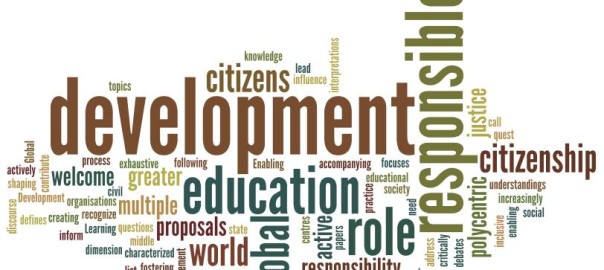 knowledge
interpretations
lead
citizens
influence
topics
development
responsible
justice
call
quest
Global
process
exhaustive
following
Enabling
accompanying
focuses
citizenship
actively
contribute
welcome
greater
education
educational
shaping
practice
society
understandings
Development
civil
multiple
polycentric
increasingly
discourse
organisations
inclusive
enabling
social
defines
creating
recognize
Learning
questions
proposals
state
centres
active
papers
role
need
inform
middle
address
critically
debates
dimension
characterized
world
fostering
responsibility